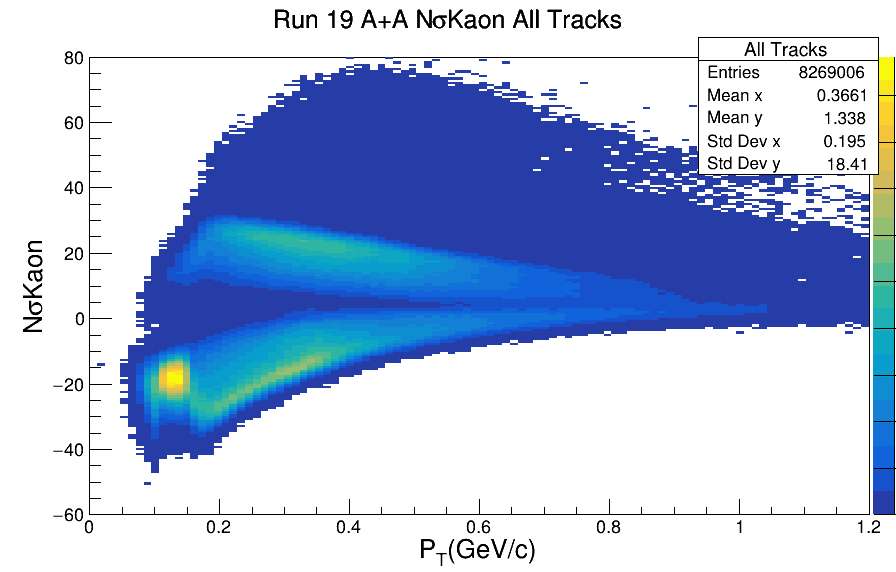 Run 19 A+A NσKaon All Tracks
All Tracks
Entries 8269006
Mean x 0.3661
Mean y 1.338
Std Dev x 0.195
Std Dev y 18.41
80
60
40
20
0
−20
−40
−60
NσKaon
0 0.2 0.4 0.6 0.8 1 1.2
P_T(GeV/c)